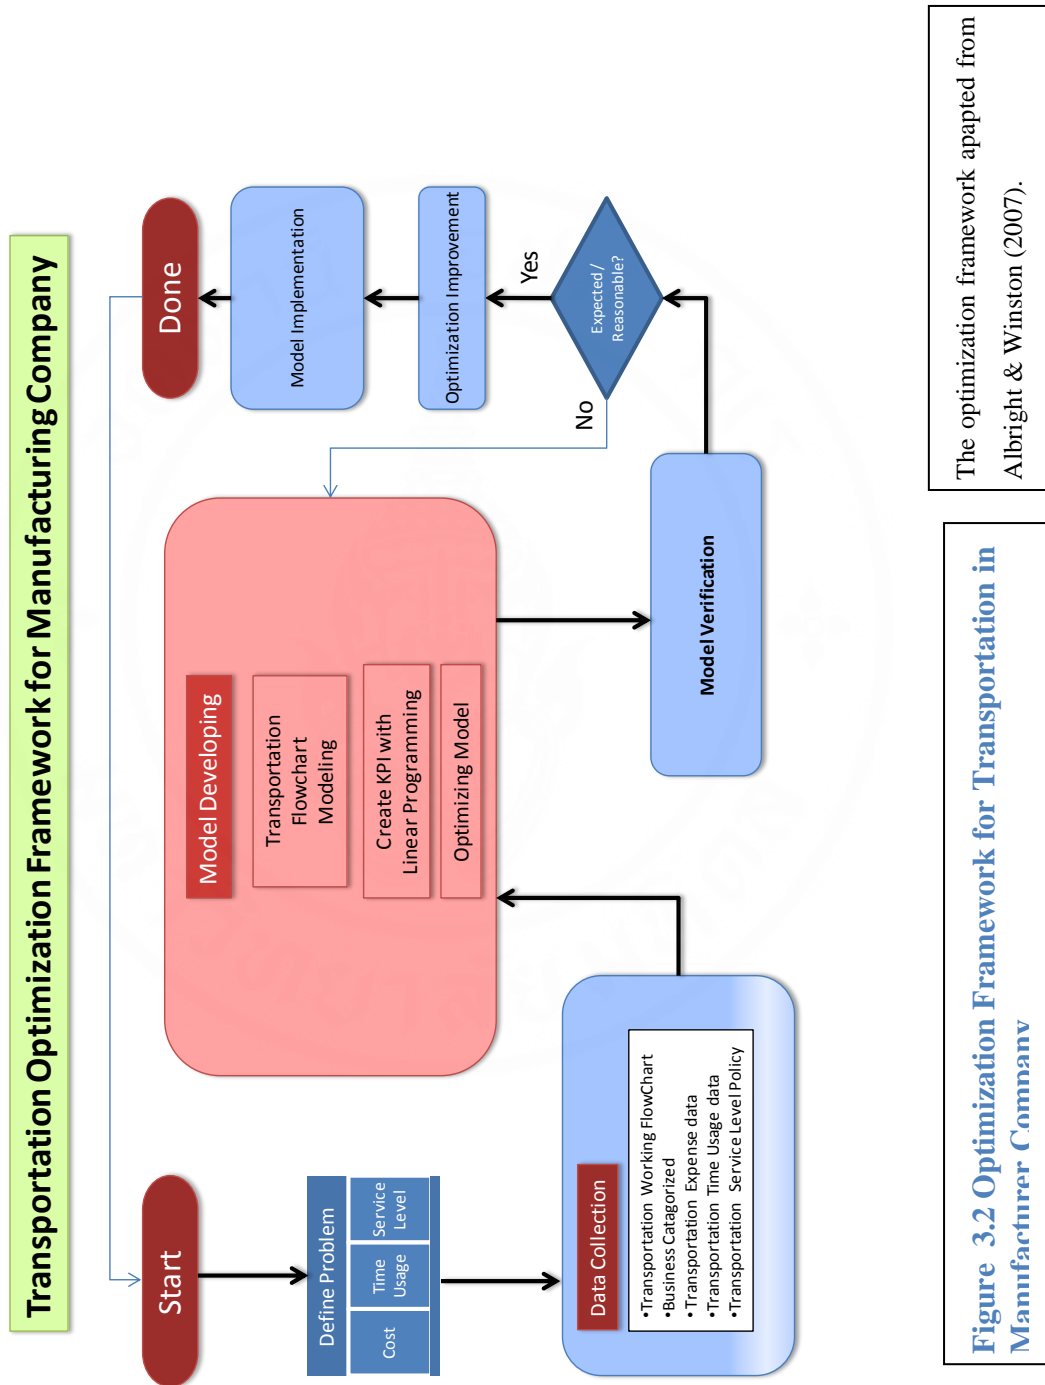 Transportation Optimization Framework for Manufacturing Company
Start
Define Problem
Cost
Time
Usage
Service
Level
Data Collection
•Transportation Working FlowChart
•Business Catagorized
•Transportation Expense data
•Transportation Time Usage data
•Transportation Service Level Policy
Model Developing
Transportation
Flowchart
Modeling
Create KPI with
Linear Programming
Optimizing Model
Model Verification
Expected/
Reasonable?
No
Yes
Optimization Improvement
Model Implementation
Done
Figure 3.2 Optimization Framework for Transportation in
Manufacturer Company
The optimization framework apapted from
Albright & Winston (2007).